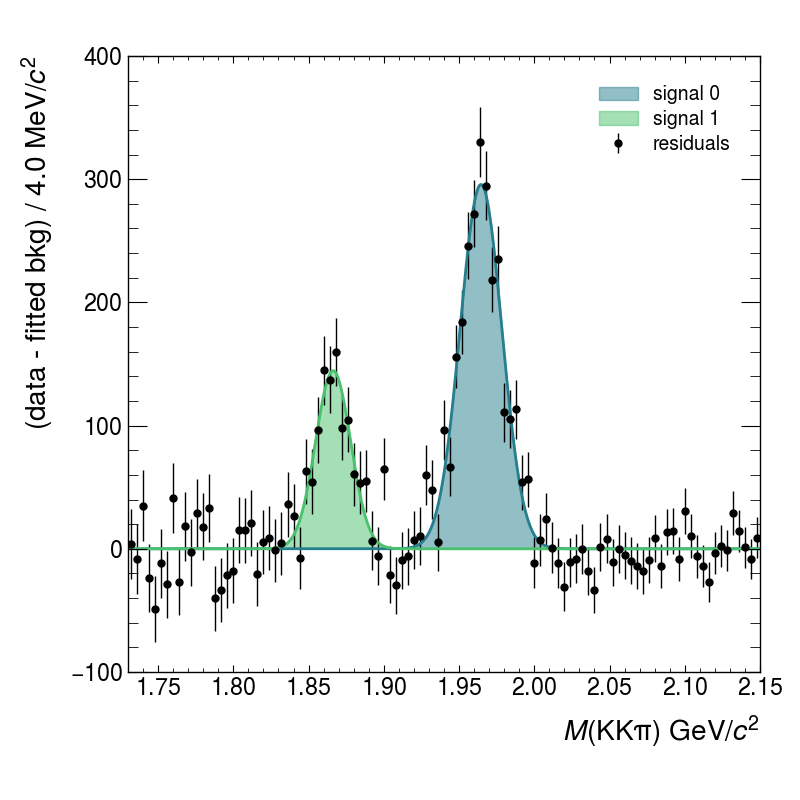 (data - fitted bkg) / 4.0 MeV/c²
400
300
200
100
0
−100
signal 0
signal 1
residuals
1.75 1.80 1.85 1.90 1.95 2.00 2.05 2.10 2.15
M(KKπ) GeV/c²